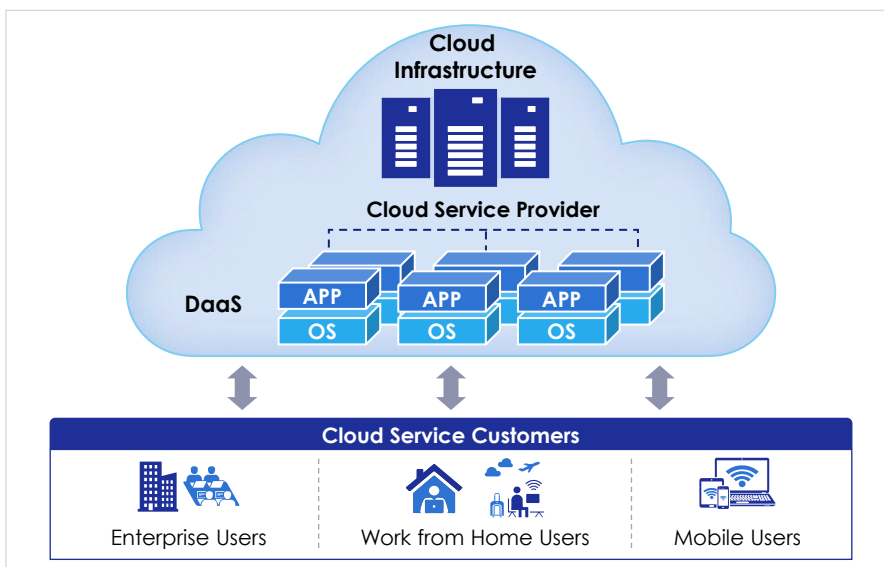 Cloud
Infrastructure
Cloud Service Provider
DaaS
APP
APP
APP
OS
OS
OS
Cloud Service Customers
Enterprise Users
Work from Home Users
Mobile Users